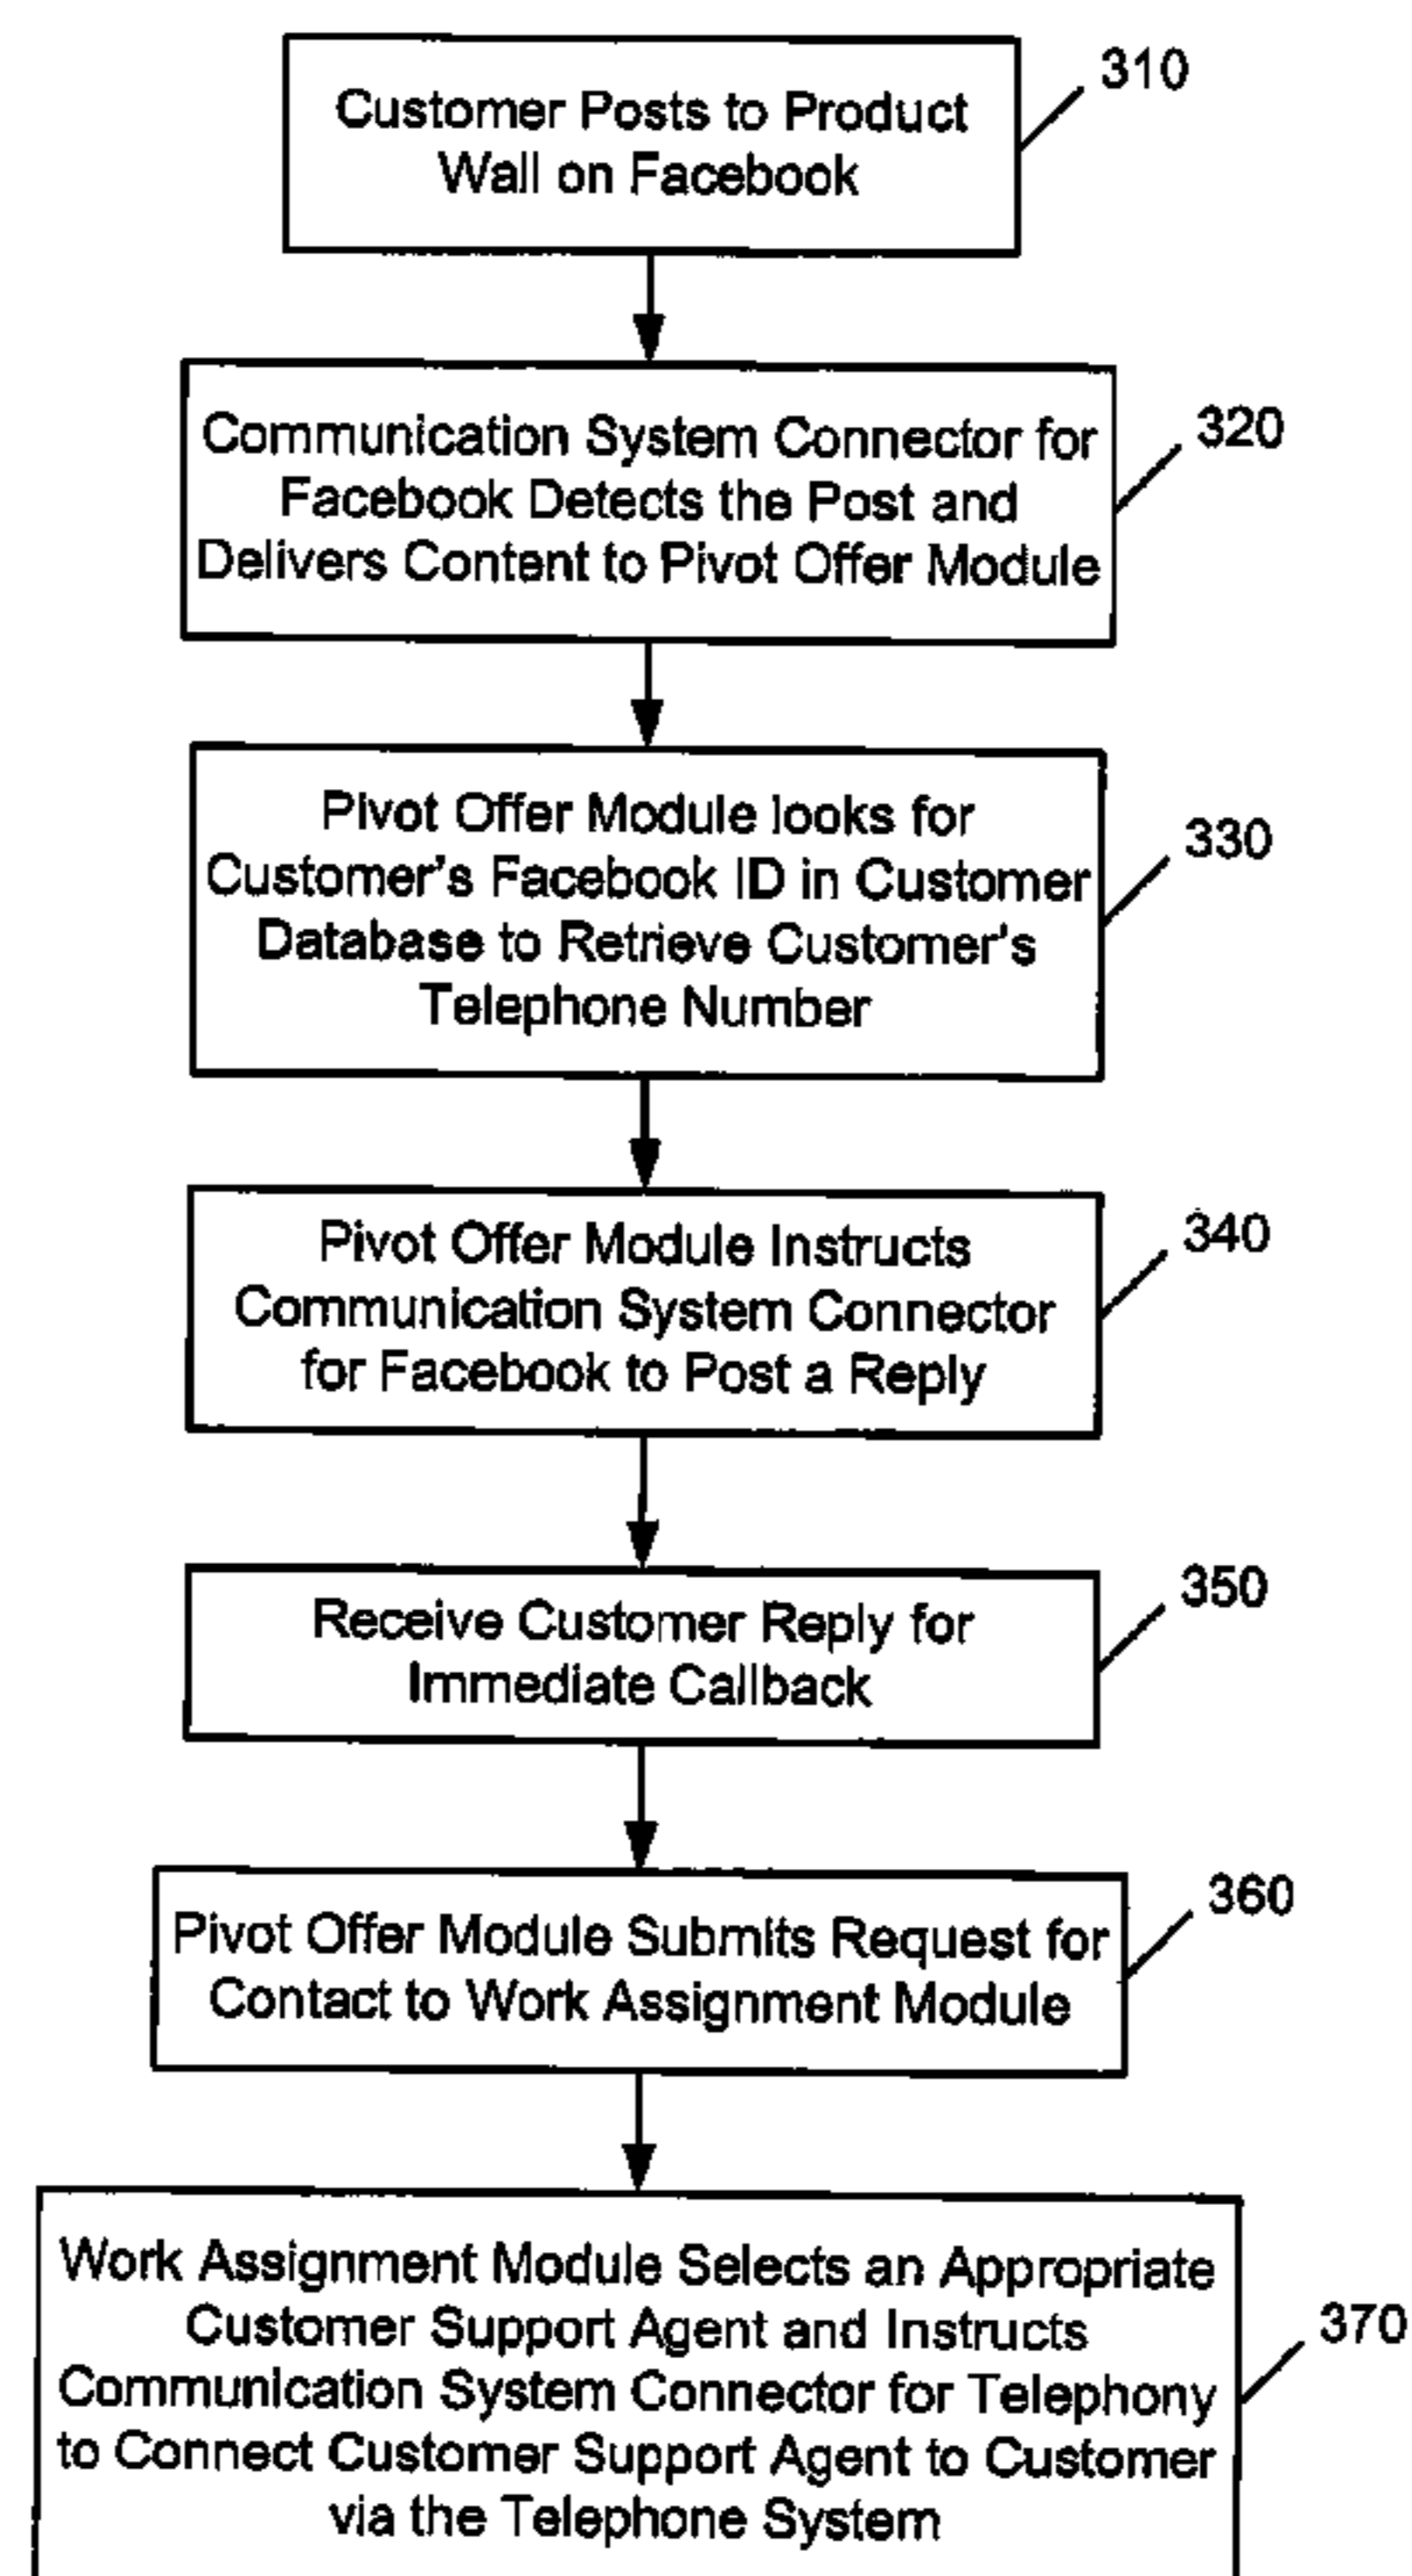 Customer Posts to Product
Wall on Facebook
310
Communication System Connector for
Facebook Detects the Post and
Delivers Content to Pivot Offer Module
320
Pivot Offer Module looks for
Customer's Facebook ID in Customer
Database to Retrieve Customer's
Telephone Number
330
Pivot Offer Module Instructs
Communication System Connector
for Facebook to Post a Reply
340
Receive Customer Reply for
Immediate Callback
350
Pivot Offer Module Submits Request for
Contact to Work Assignment Module
360
Work Assignment Module Selects an Appropriate
Customer Support Agent and Instructs
Communication System Connector for Telephony
to Connect Customer Support Agent to Customer
via the Telephone System
370